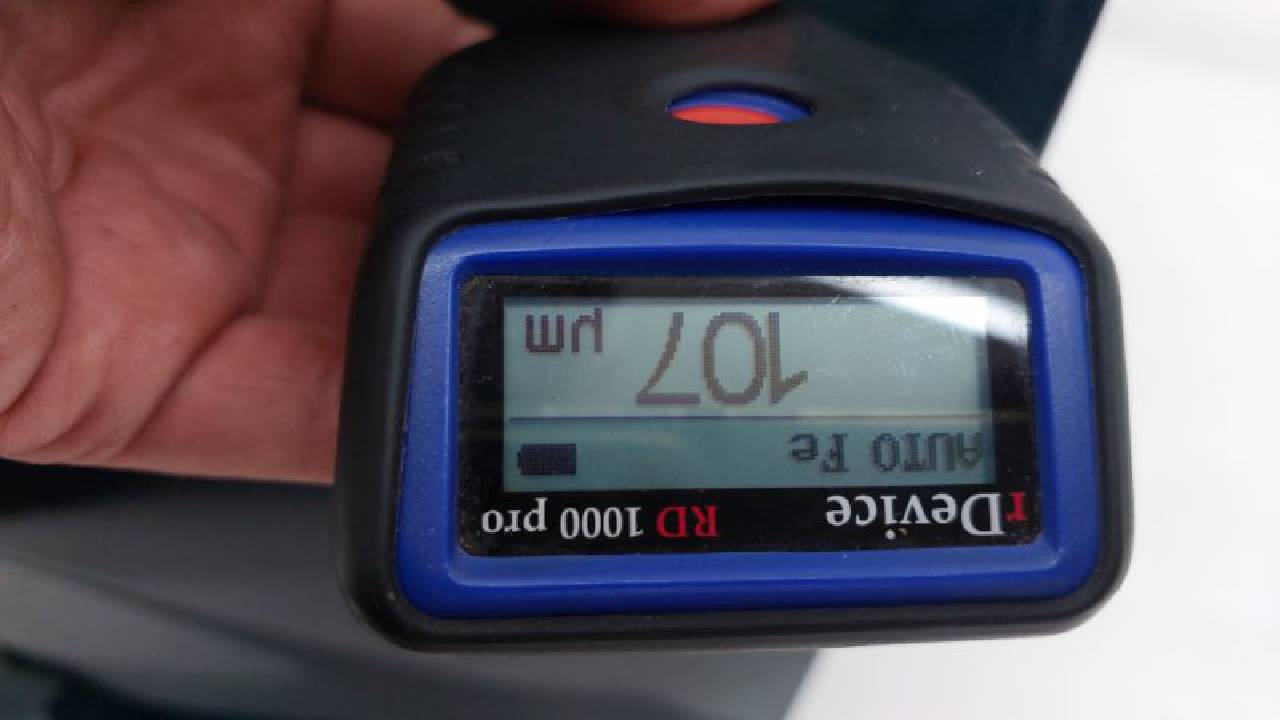 rDevice RD 1000 pro
AUTO Fe
107 µm